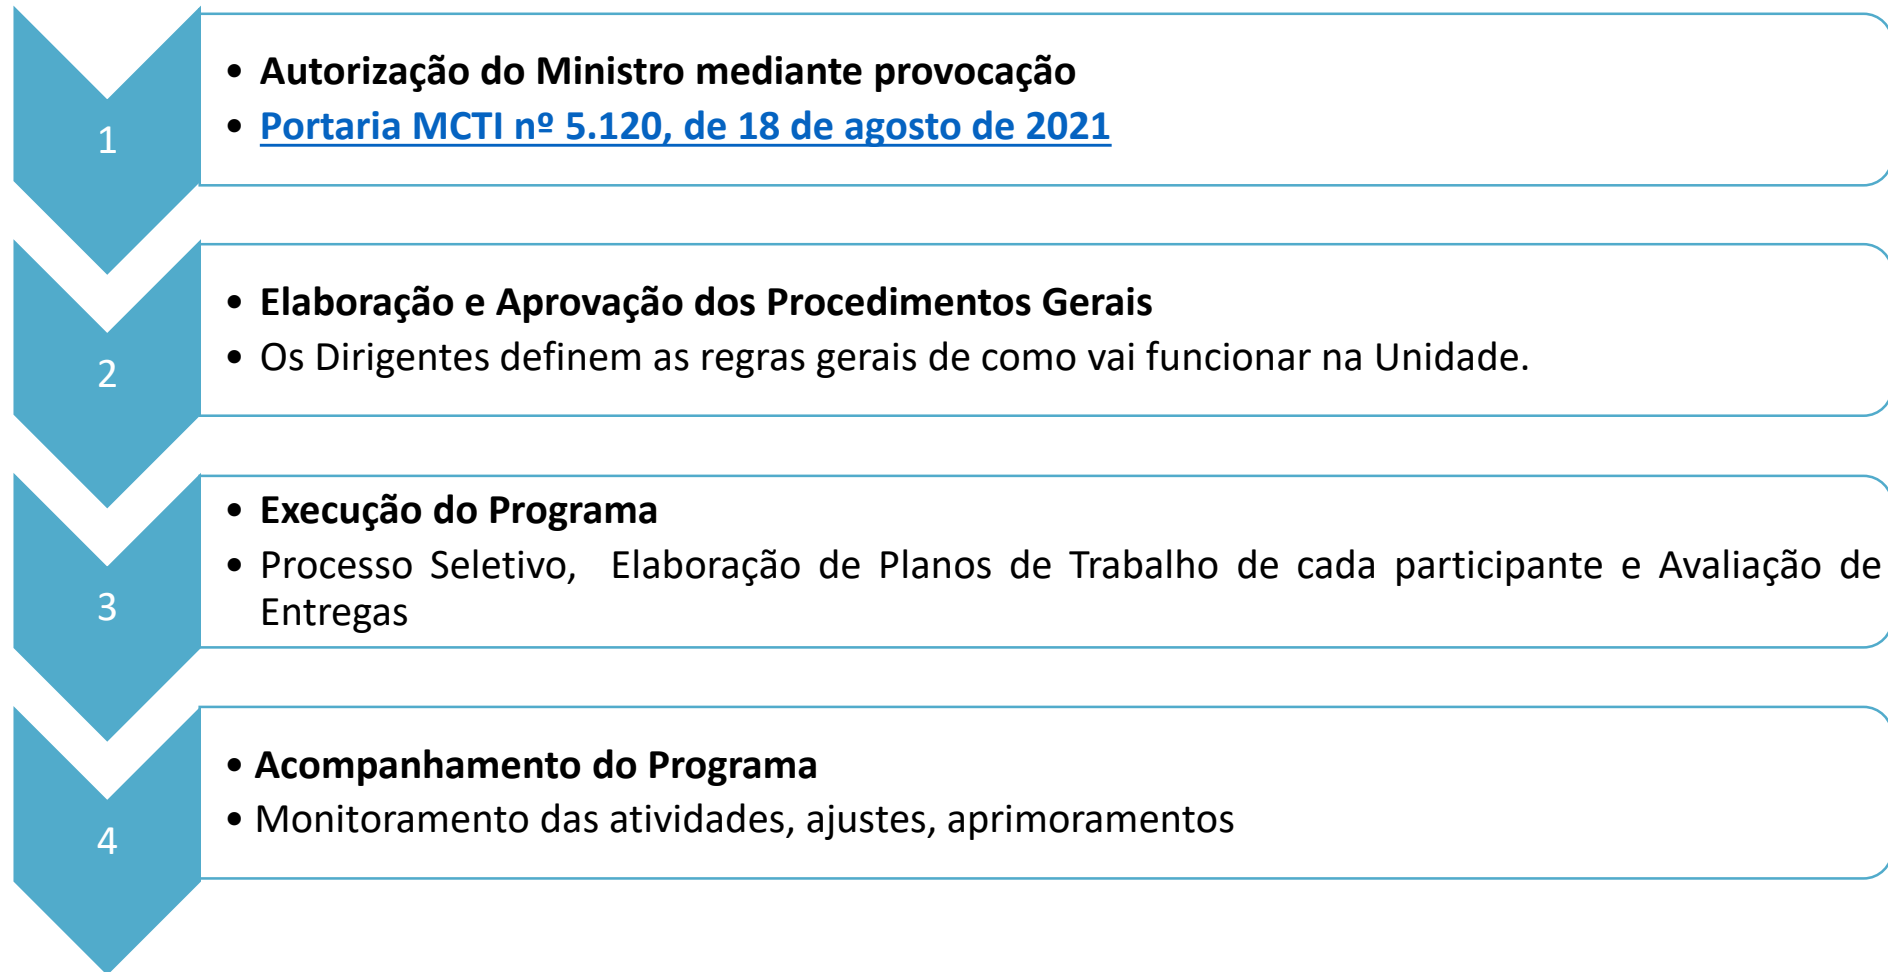 1
• Autorização do Ministro mediante provocação
• Portaria MCTI nº 5.120, de 18 de agosto de 2021
2
• Elaboração e Aprovação dos Procedimentos Gerais
• Os Dirigentes definem as regras gerais de como vai funcionar na Unidade.
3
• Execução do Programa
• Processo Seletivo, Elaboração de Planos de Trabalho de cada participante e Avaliação de
Entregas
4
• Acompanhamento do Programa
• Monitoramento das atividades, ajustes, aprimoramentos